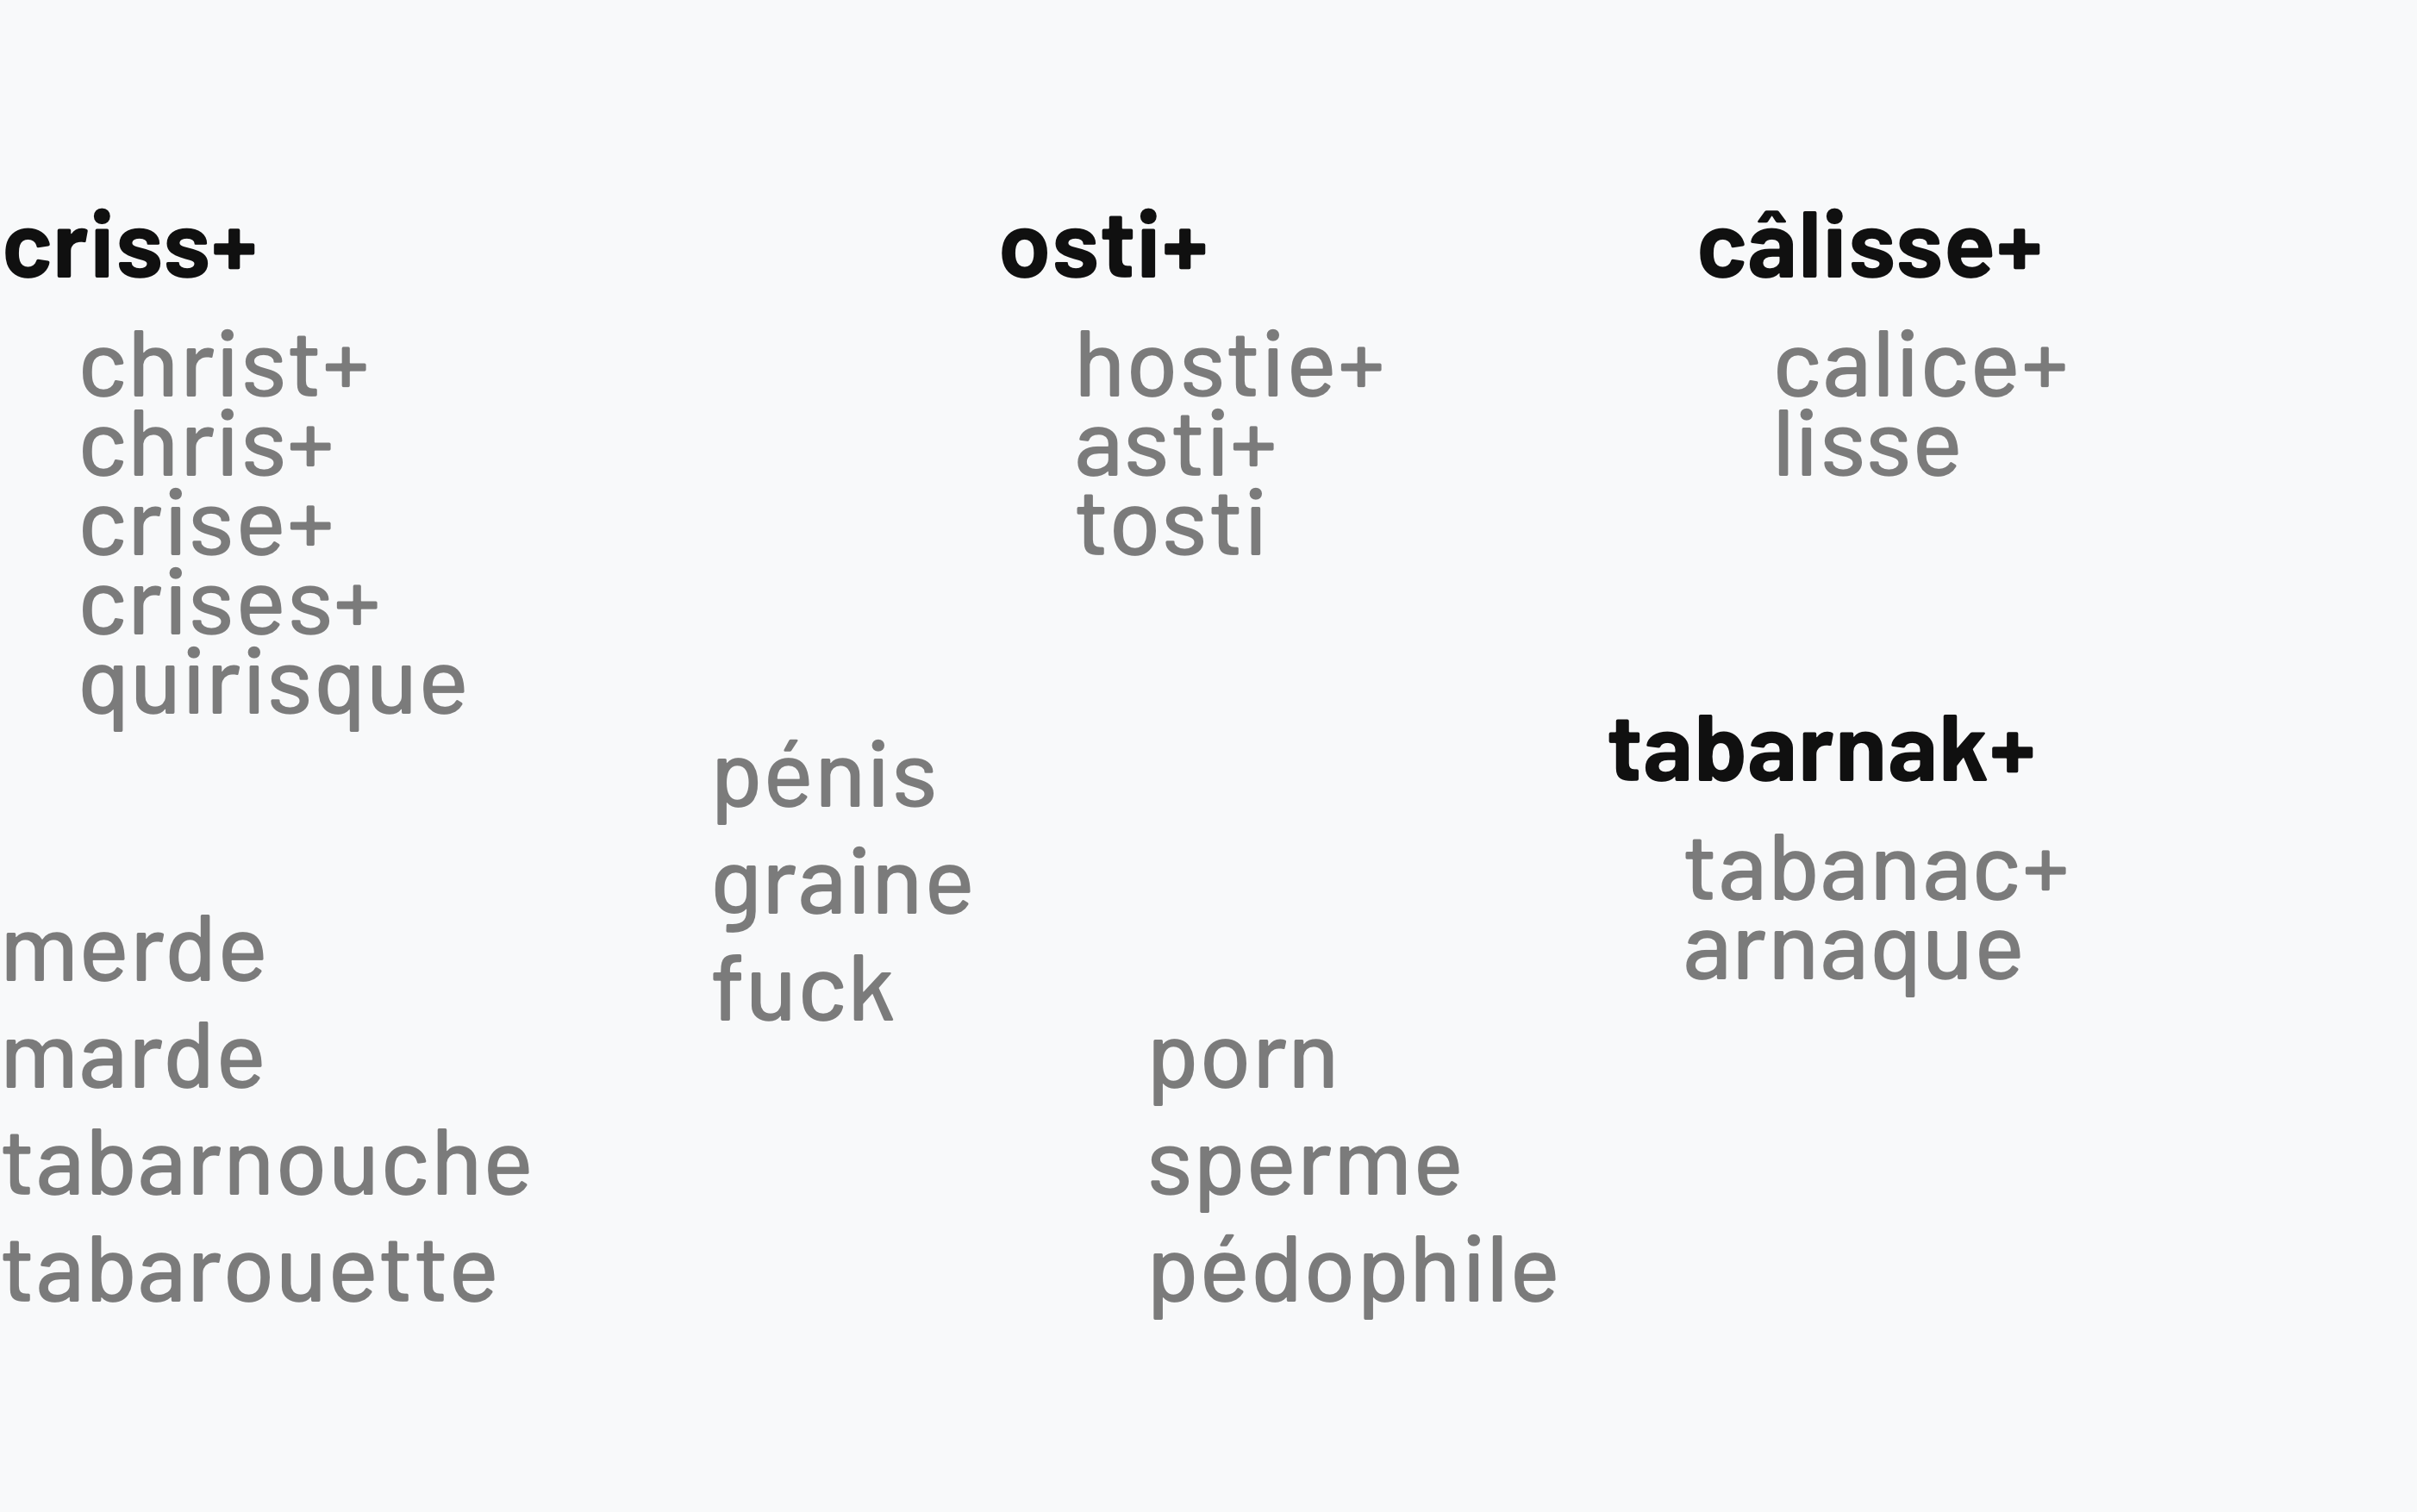 criss+
christ+
chris+
crise+
crises+
quirisque
osti+
hostie+
asti+
tosti
câlisse+
calice+
lisse
tabarnak+
tabanac+
arnaque
pénis
graine
fuck
merde
marde
tabarnouche
tabarouette
porn
sperme
pédophile